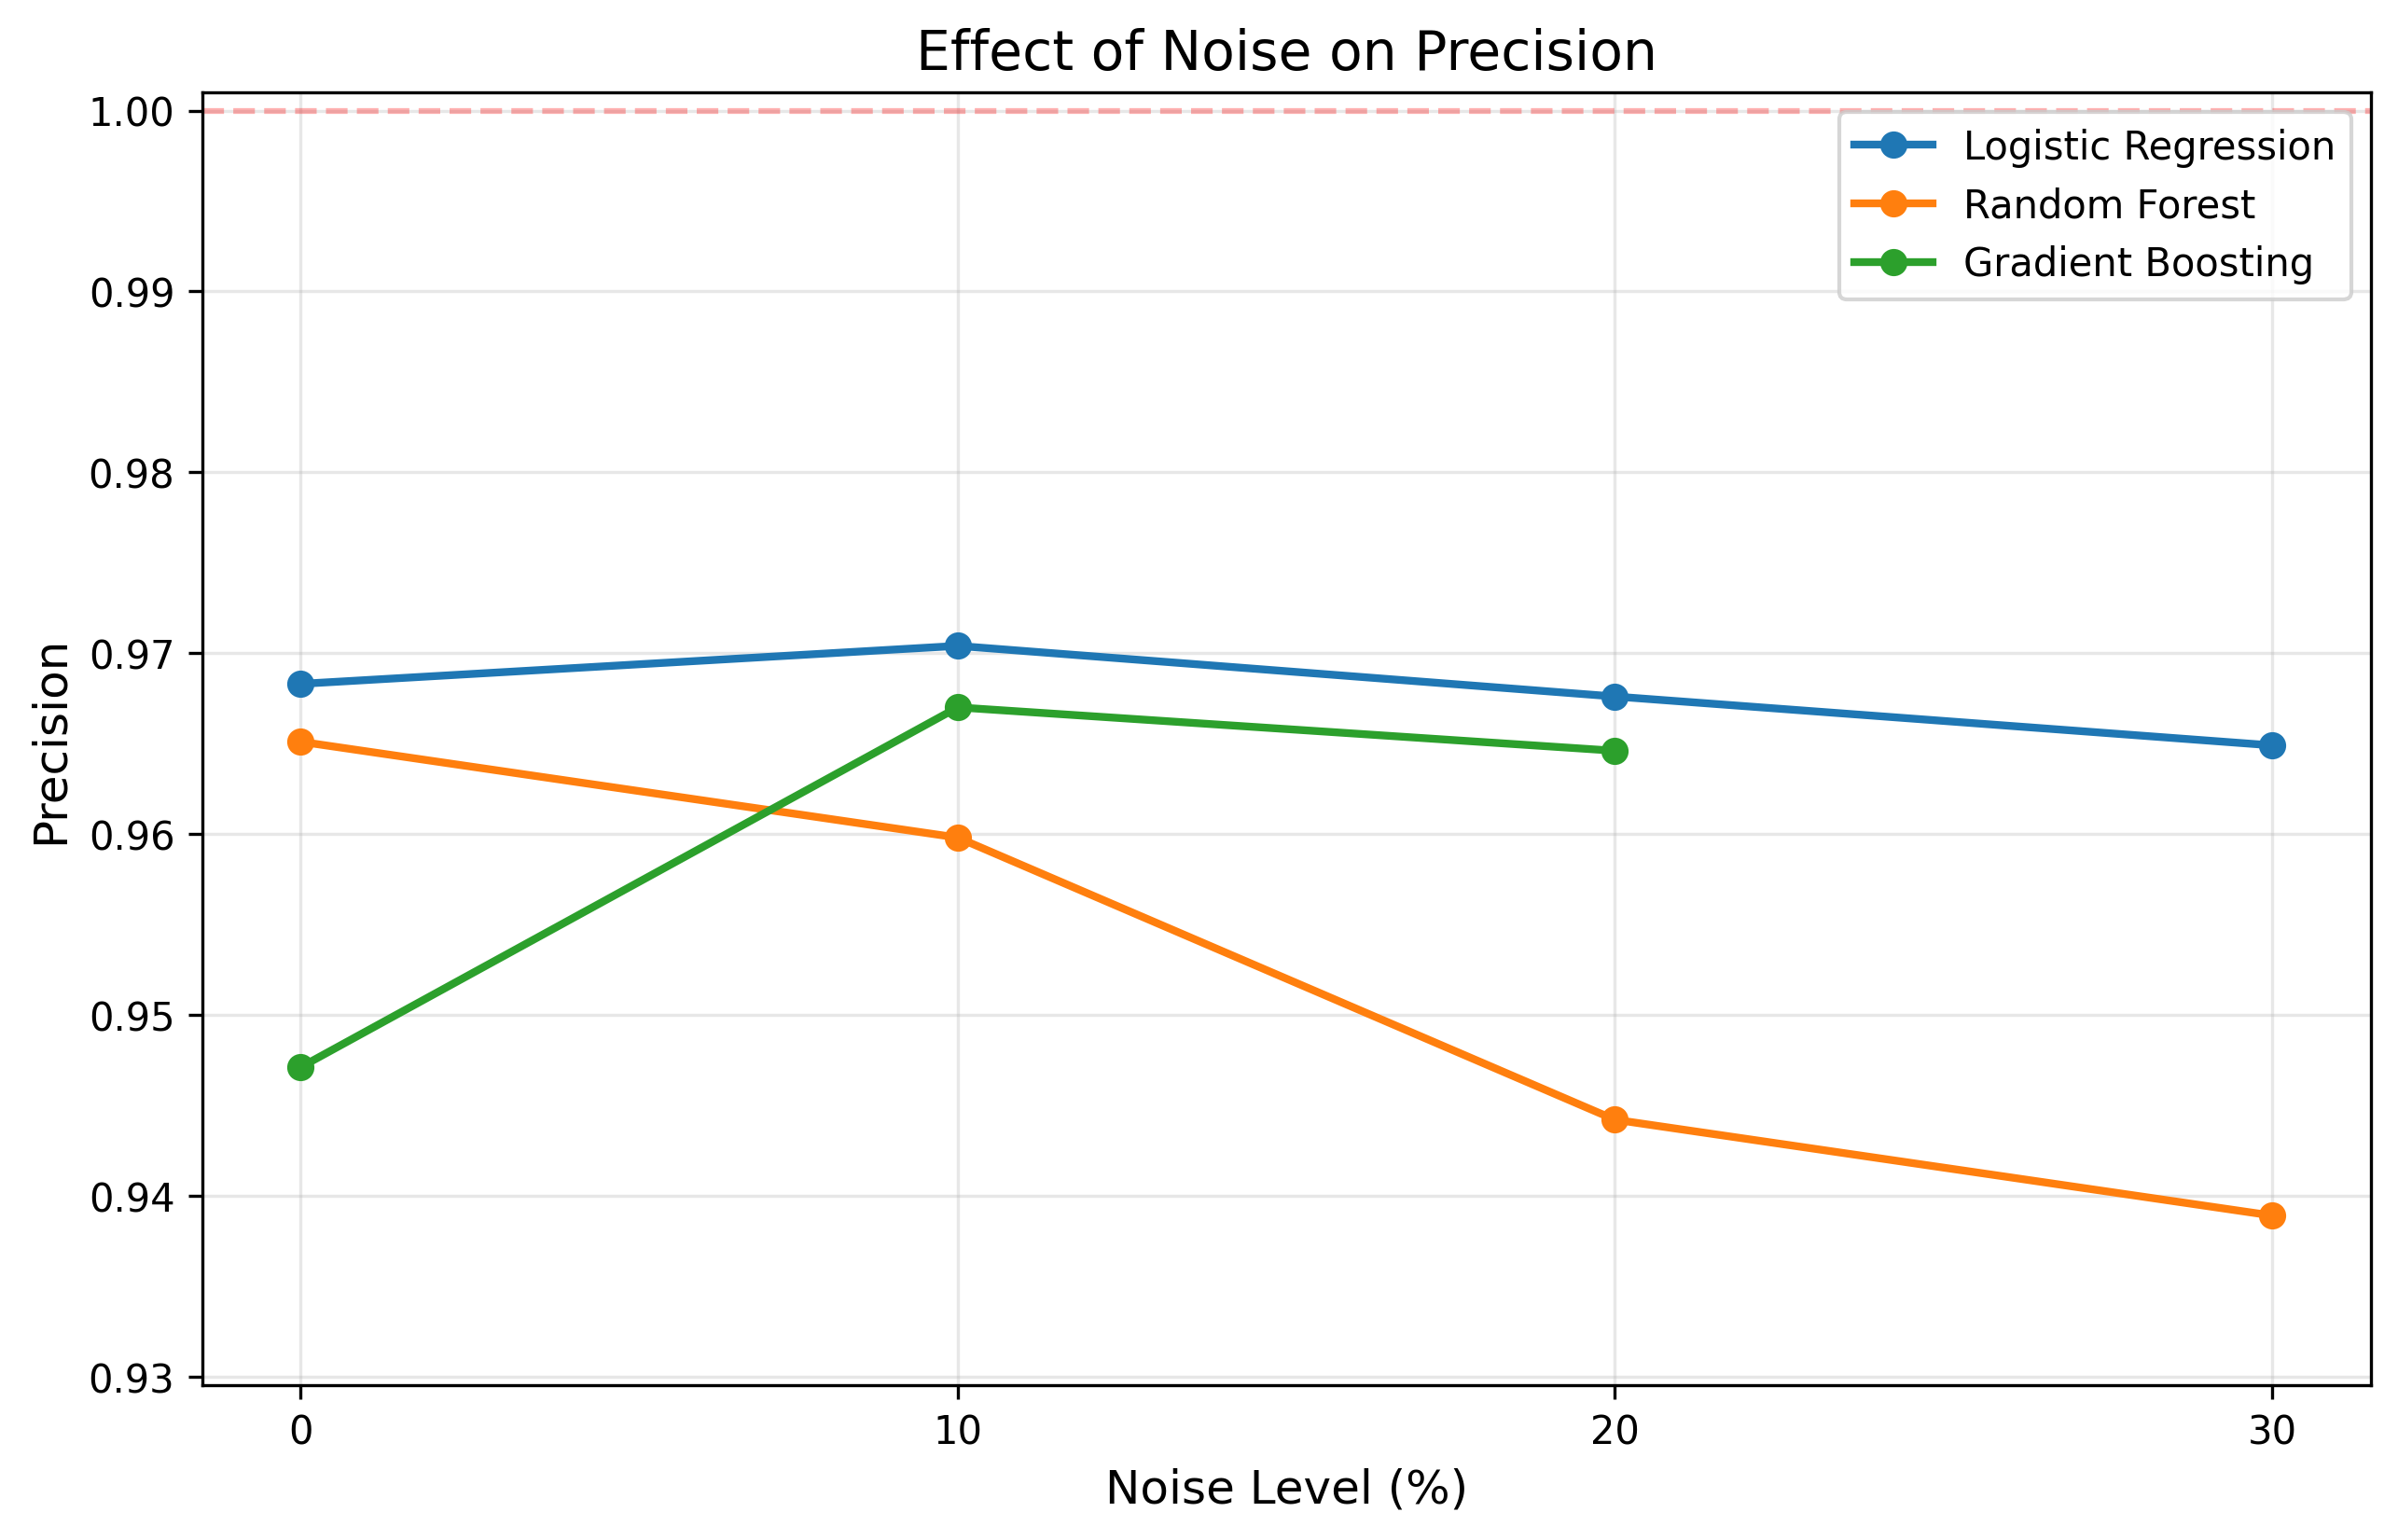 Effect of Noise on Precision
1.00
0.99
0.98
0.97
0.96
0.95
0.94
0.93
Precision
Logistic Regression
Random Forest
Gradient Boosting
0 10 20 30
Noise Level (%)